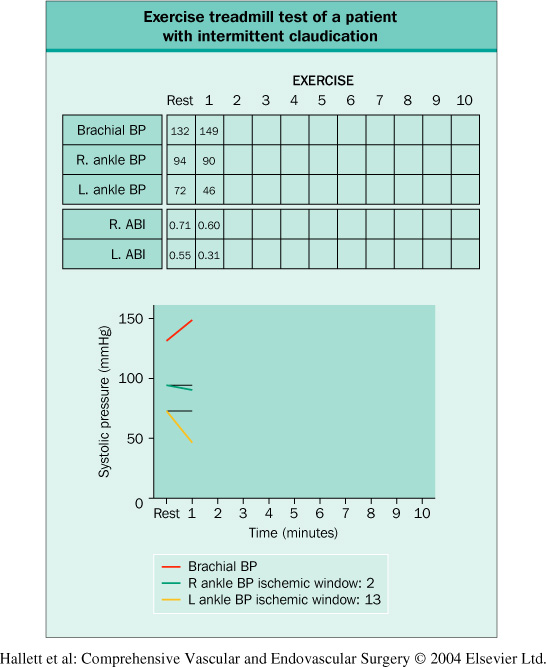 Exercise treadmill test of a patient
with intermittent claudication
EXERCISE
Rest 1 2 3 4 5 6 7 8 9 10
Brachial BP 132 149
R. ankle BP 94 90
L. ankle BP 72 46
R. ABI 0.71 0.60
L. ABI 0.55 0.31
Systolic pressure (mmHg)
150
100
50
0
Rest 1 2 3 4 5 6 7 8 9 10
Time (minutes)
Brachial BP
R ankle BP ischemic window: 2
L ankle BP ischemic window: 13
Hallett et al: Comprehensive Vascular and Endovascular Surgery © 2004 Elsevier Ltd.